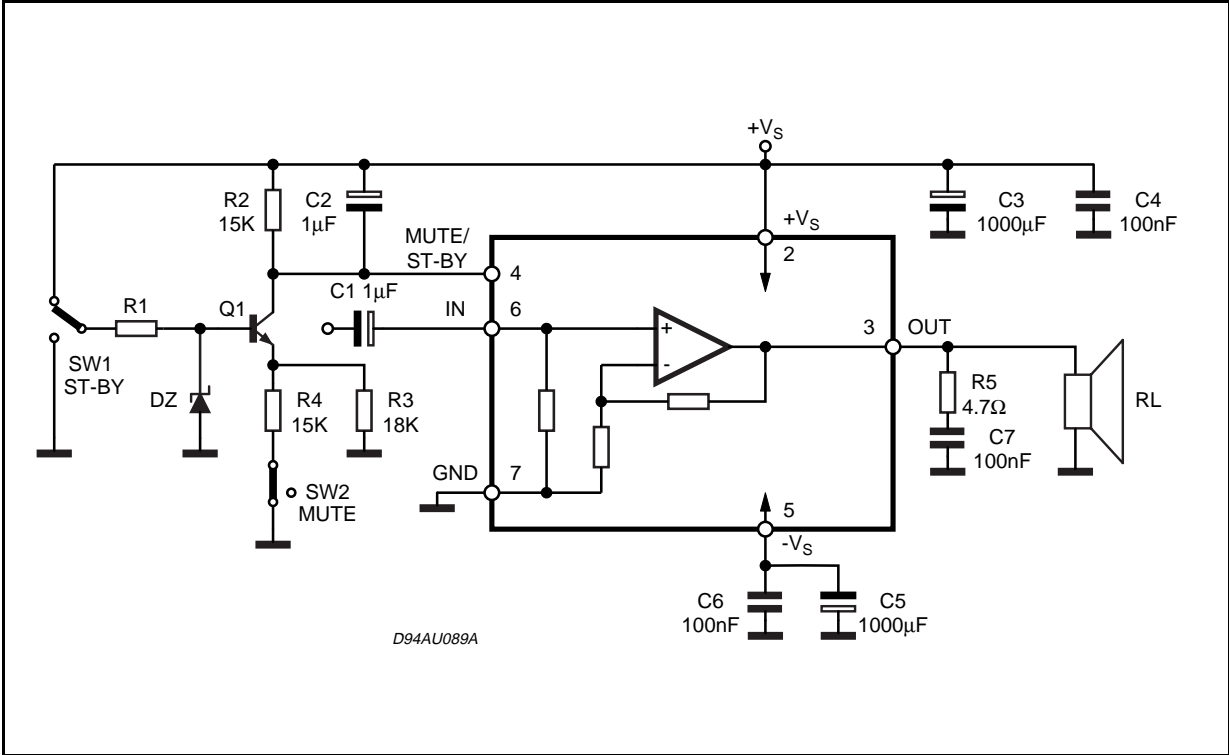 +VS
R2
15K
C2
1µF
C3
1000µF
C4
100nF
+VS
2
MUTE/
ST-BY
4
C1 1µF
IN
6
R1
Q1
3
OUT
SW1
ST-BY
DZ
R4
15K
R3
18K
+
-
R5
4.7Ω
C7
100nF
RL
GND
7
SW2
MUTE
5
-VS
C6
100nF
C5
1000µF
D94AU089A